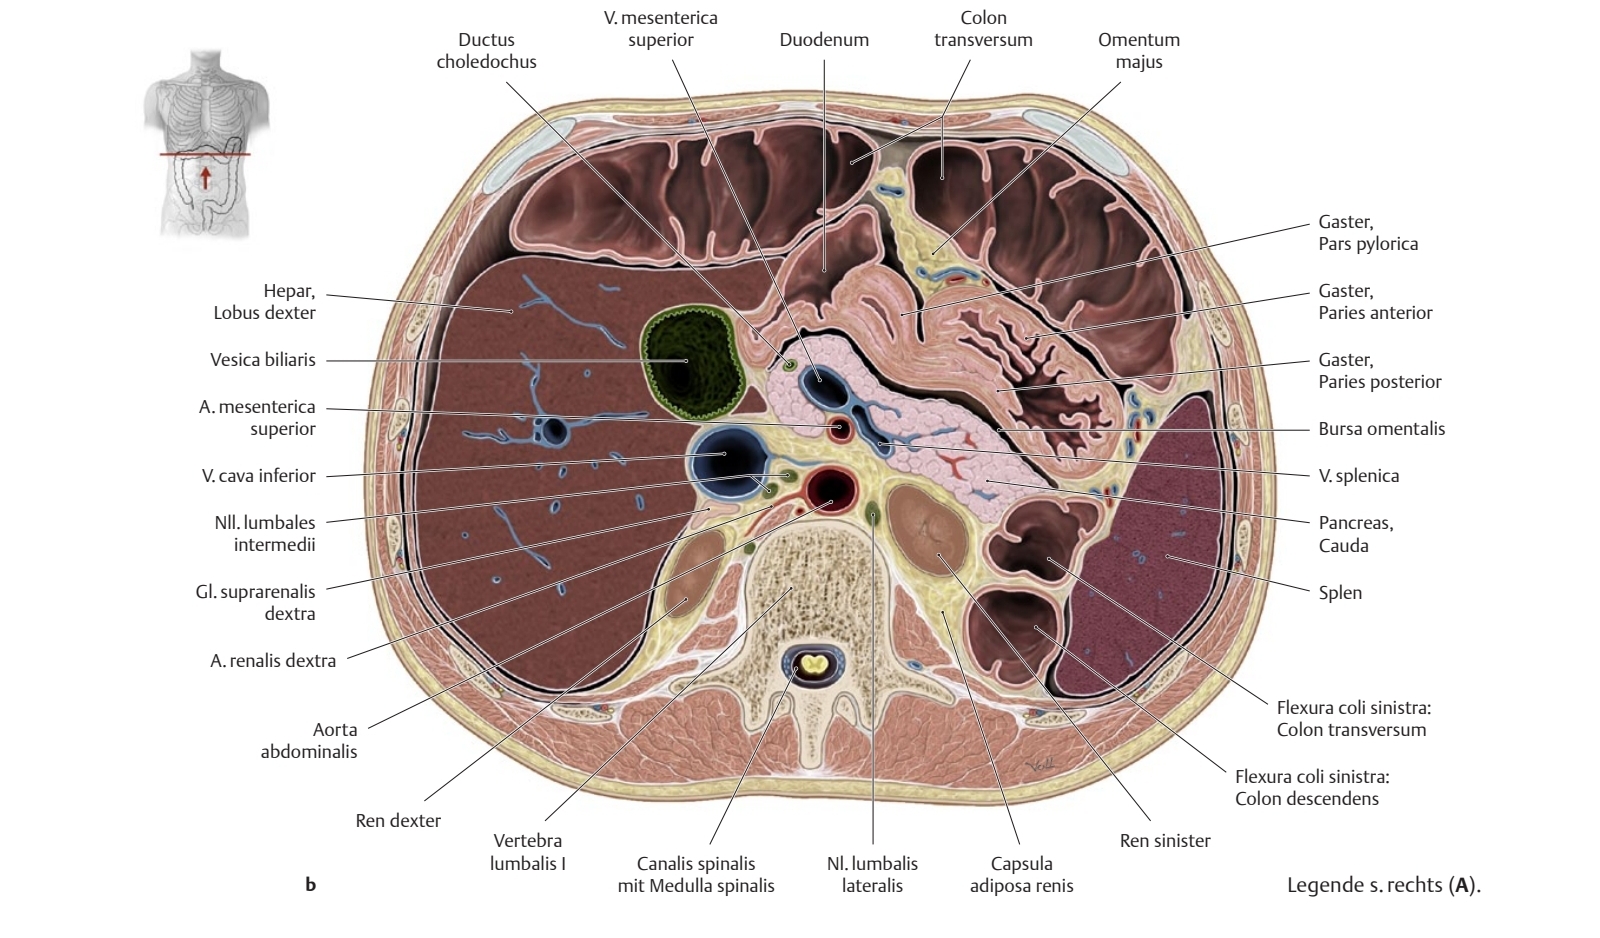 V. mesenterica
superior
Ductus
choledochus
Duodenum
Colon
transversum
Omentum
majus
Hepar,
Lobus dexter
Vesica biliaris
A. mesenterica
superior
V. cava inferior
Nll. lumbales
intermedii
Gl. suprarenalis
dextra
A. renalis dextra
Aorta
abdominalis
Ren dexter
Vertebra
lumbalis I
Canalis spinalis
mit Medulla spinalis
Nl. lumbalis
lateralis
Capsula
adiposa renis
Ren sinister
Gaster,
Pars pylorica
Gaster,
Paries anterior
Gaster,
Paries posterior
Bursa omentalis
V. splenica
Pancreas,
Cauda
Splen
Flexura coli sinistra:
Colon transversum
Flexura coli sinistra:
Colon descendens
b
Legende s. rechts (A).